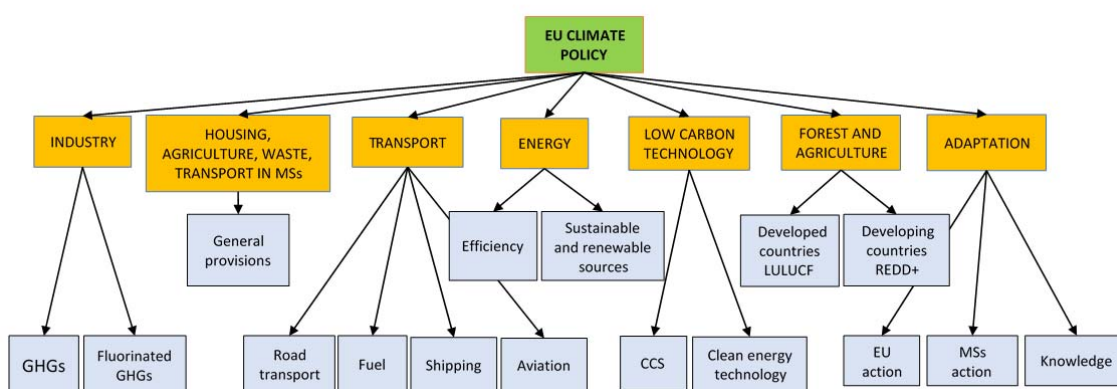 EU CLIMATE
POLICY
INDUSTRY
HOUSING,
AGRICULTURE, WASTE,
TRANSPORT IN MSs
TRANSPORT
ENERGY
LOW CARBON
TECHNOLOGY
FOREST AND
AGRICULTURE
ADAPTATION
General
provisions
Efficiency
Sustainable
and renewable
sources
Developed
countries
LULUCF
Developing
countries
REDD+
GHGs
Fluorinated
GHGs
Road
transport
Fuel
Shipping
Aviation
CCS
Clean energy
technology
EU
action
MSs
action
Knowledge